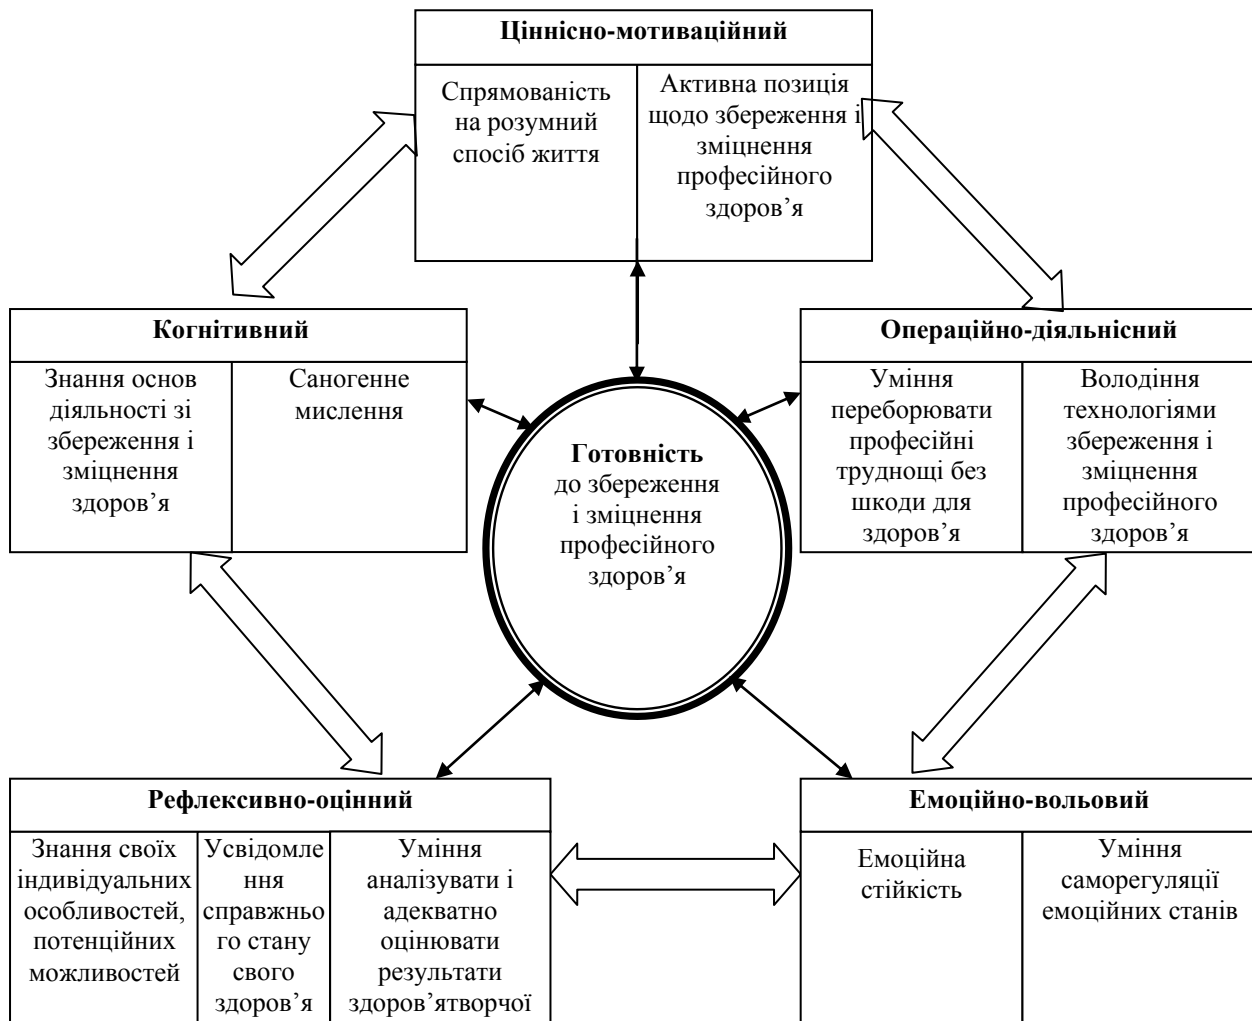 Ціннісно-мотиваційний
Спрямованість
на розумний
спосіб життя
Активна позиція
щодо збереження і
зміцнення
професійного
здоров’я
Когнітивний
Знання основ
діяльності зі
збереження і
зміцнення
здоров’я
Саногенне
мислення
Операційно-діяльнісний
Уміння
переборювати
професійні
труднощі без
шкоди для
здоров’я
Володіння
технологіями
збереження і
зміцнення
професійного
здоров’я
Готовність
до збереження
і зміцнення
професійного
здоров’я
Рефлексивно-оцінний
Знання своїх
індивідуальних
особливостей,
потенційних
можливостей
Усвідомле
ння
справжньо
го стану
свого
здоров’я
Уміння
аналізувати і
адекватно
оцінювати
результати
здоров’ятворчої
Емоційно-вольовий
Емоційна
стійкість
Уміння
саморегуляції
емоційних станів